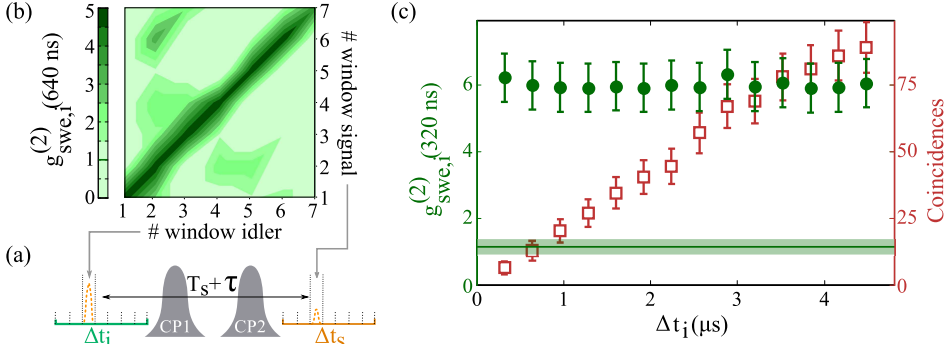 (b)
5
4
3
2
1
0
g(2)swe,i(640 ns)
7
6
5
4
3
2
1
# window signal
1 2 3 4 5 6 7
# window idler
(a)
Ts+ τ
CP1
CP2
Δti
Δts
(c)
6
4
2
0
g(2)swe,i(320 ns)
75
50
25
0
Coincidences
0 1 2 3 4
Δti(μs)